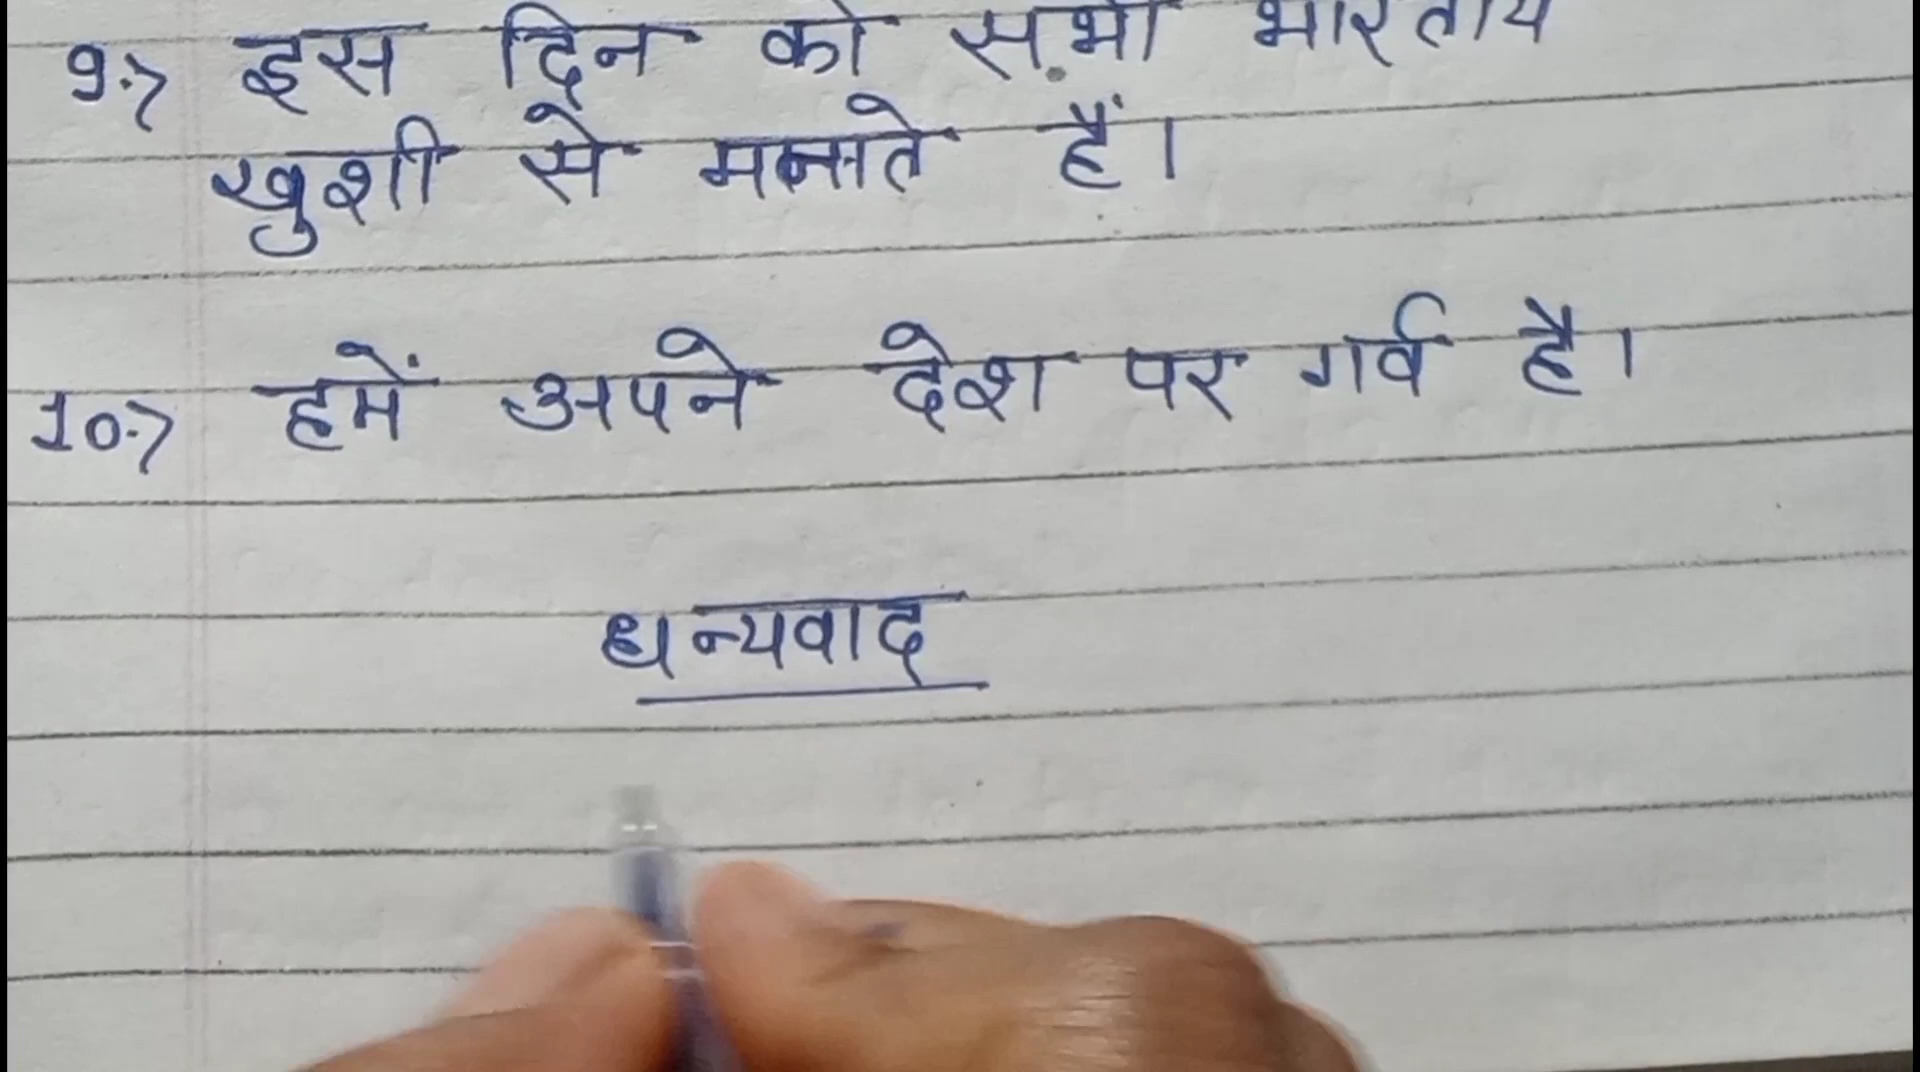 9.> इस दिन को सभी भारतीय
खुशी से मनाते हैं।
10.> हमें अपने देश पर गर्व है।
धन्यवाद